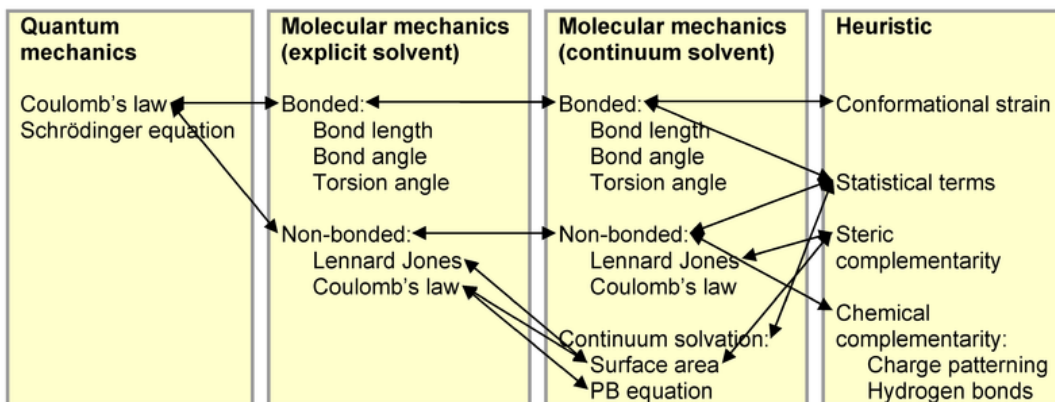 Quantum
mechanics
Coulomb's law
Schrödinger equation
Molecular mechanics
(explicit solvent)
Bonded:
Bond length
Bond angle
Torsion angle
Non-bonded:
Lennard Jones
Coulomb's law
Molecular mechanics
(continuum solvent)
Bonded:
Bond length
Bond angle
Torsion angle
Non-bonded:
Lennard Jones
Coulomb's law
Continuum solvation:
Surface area
PB equation
Heuristic
Conformational strain
Statistical terms
Steric
complementarity
Chemical
complementarity:
Charge patterning
Hydrogen bonds